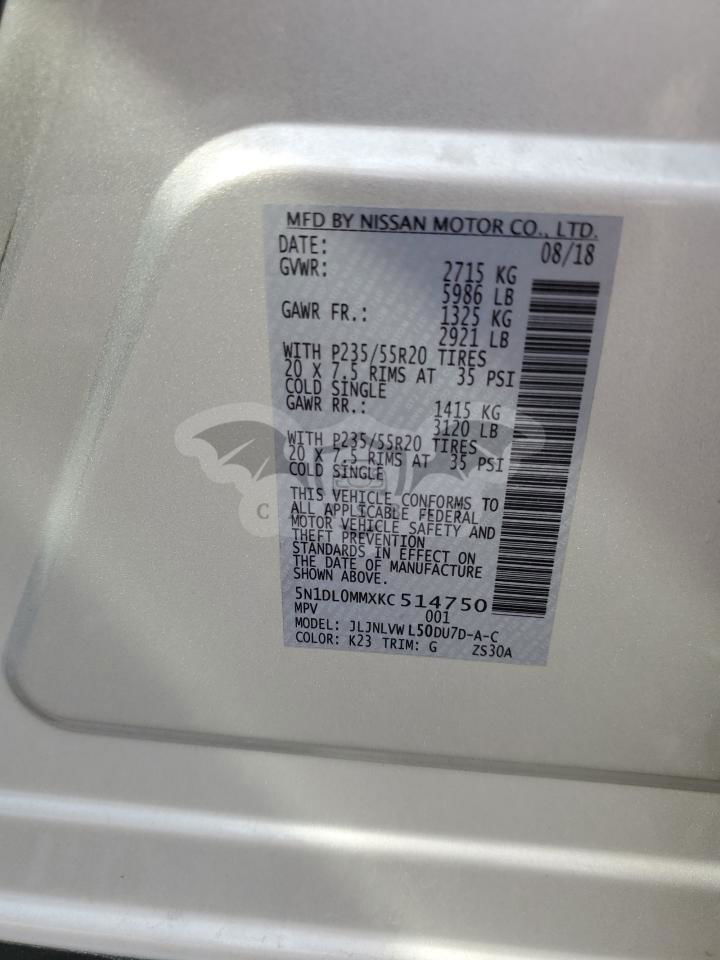 MFD BY NISSAN MOTOR CO., LTD.
DATE: 08/18
GVWR: 2715 KG
5986 LB
GAWR FR.: 1325 KG
2921 LB
WITH P235/55R20 TIRES
20 X 7.5 RIMS AT 35 PSI
COLD SINGLE
GAWR RR.: 1415 KG
3120 LB
WITH P235/55R20 TIRES
20 X 7.5 RIMS AT 35 PSI
COLD SINGLE
THIS VEHICLE CONFORMS TO
ALL APPLICABLE FEDERAL
MOTOR VEHICLE SAFETY AND
THEFT PREVENTION
STANDARDS IN EFFECT ON
THE DATE OF MANUFACTURE
SHOWN ABOVE.
5N1DL0MMXKC514750
MPV 001
MODEL: JLJNLVWL50DU7D-A-C
COLOR: K23 TRIM: G ZS30A